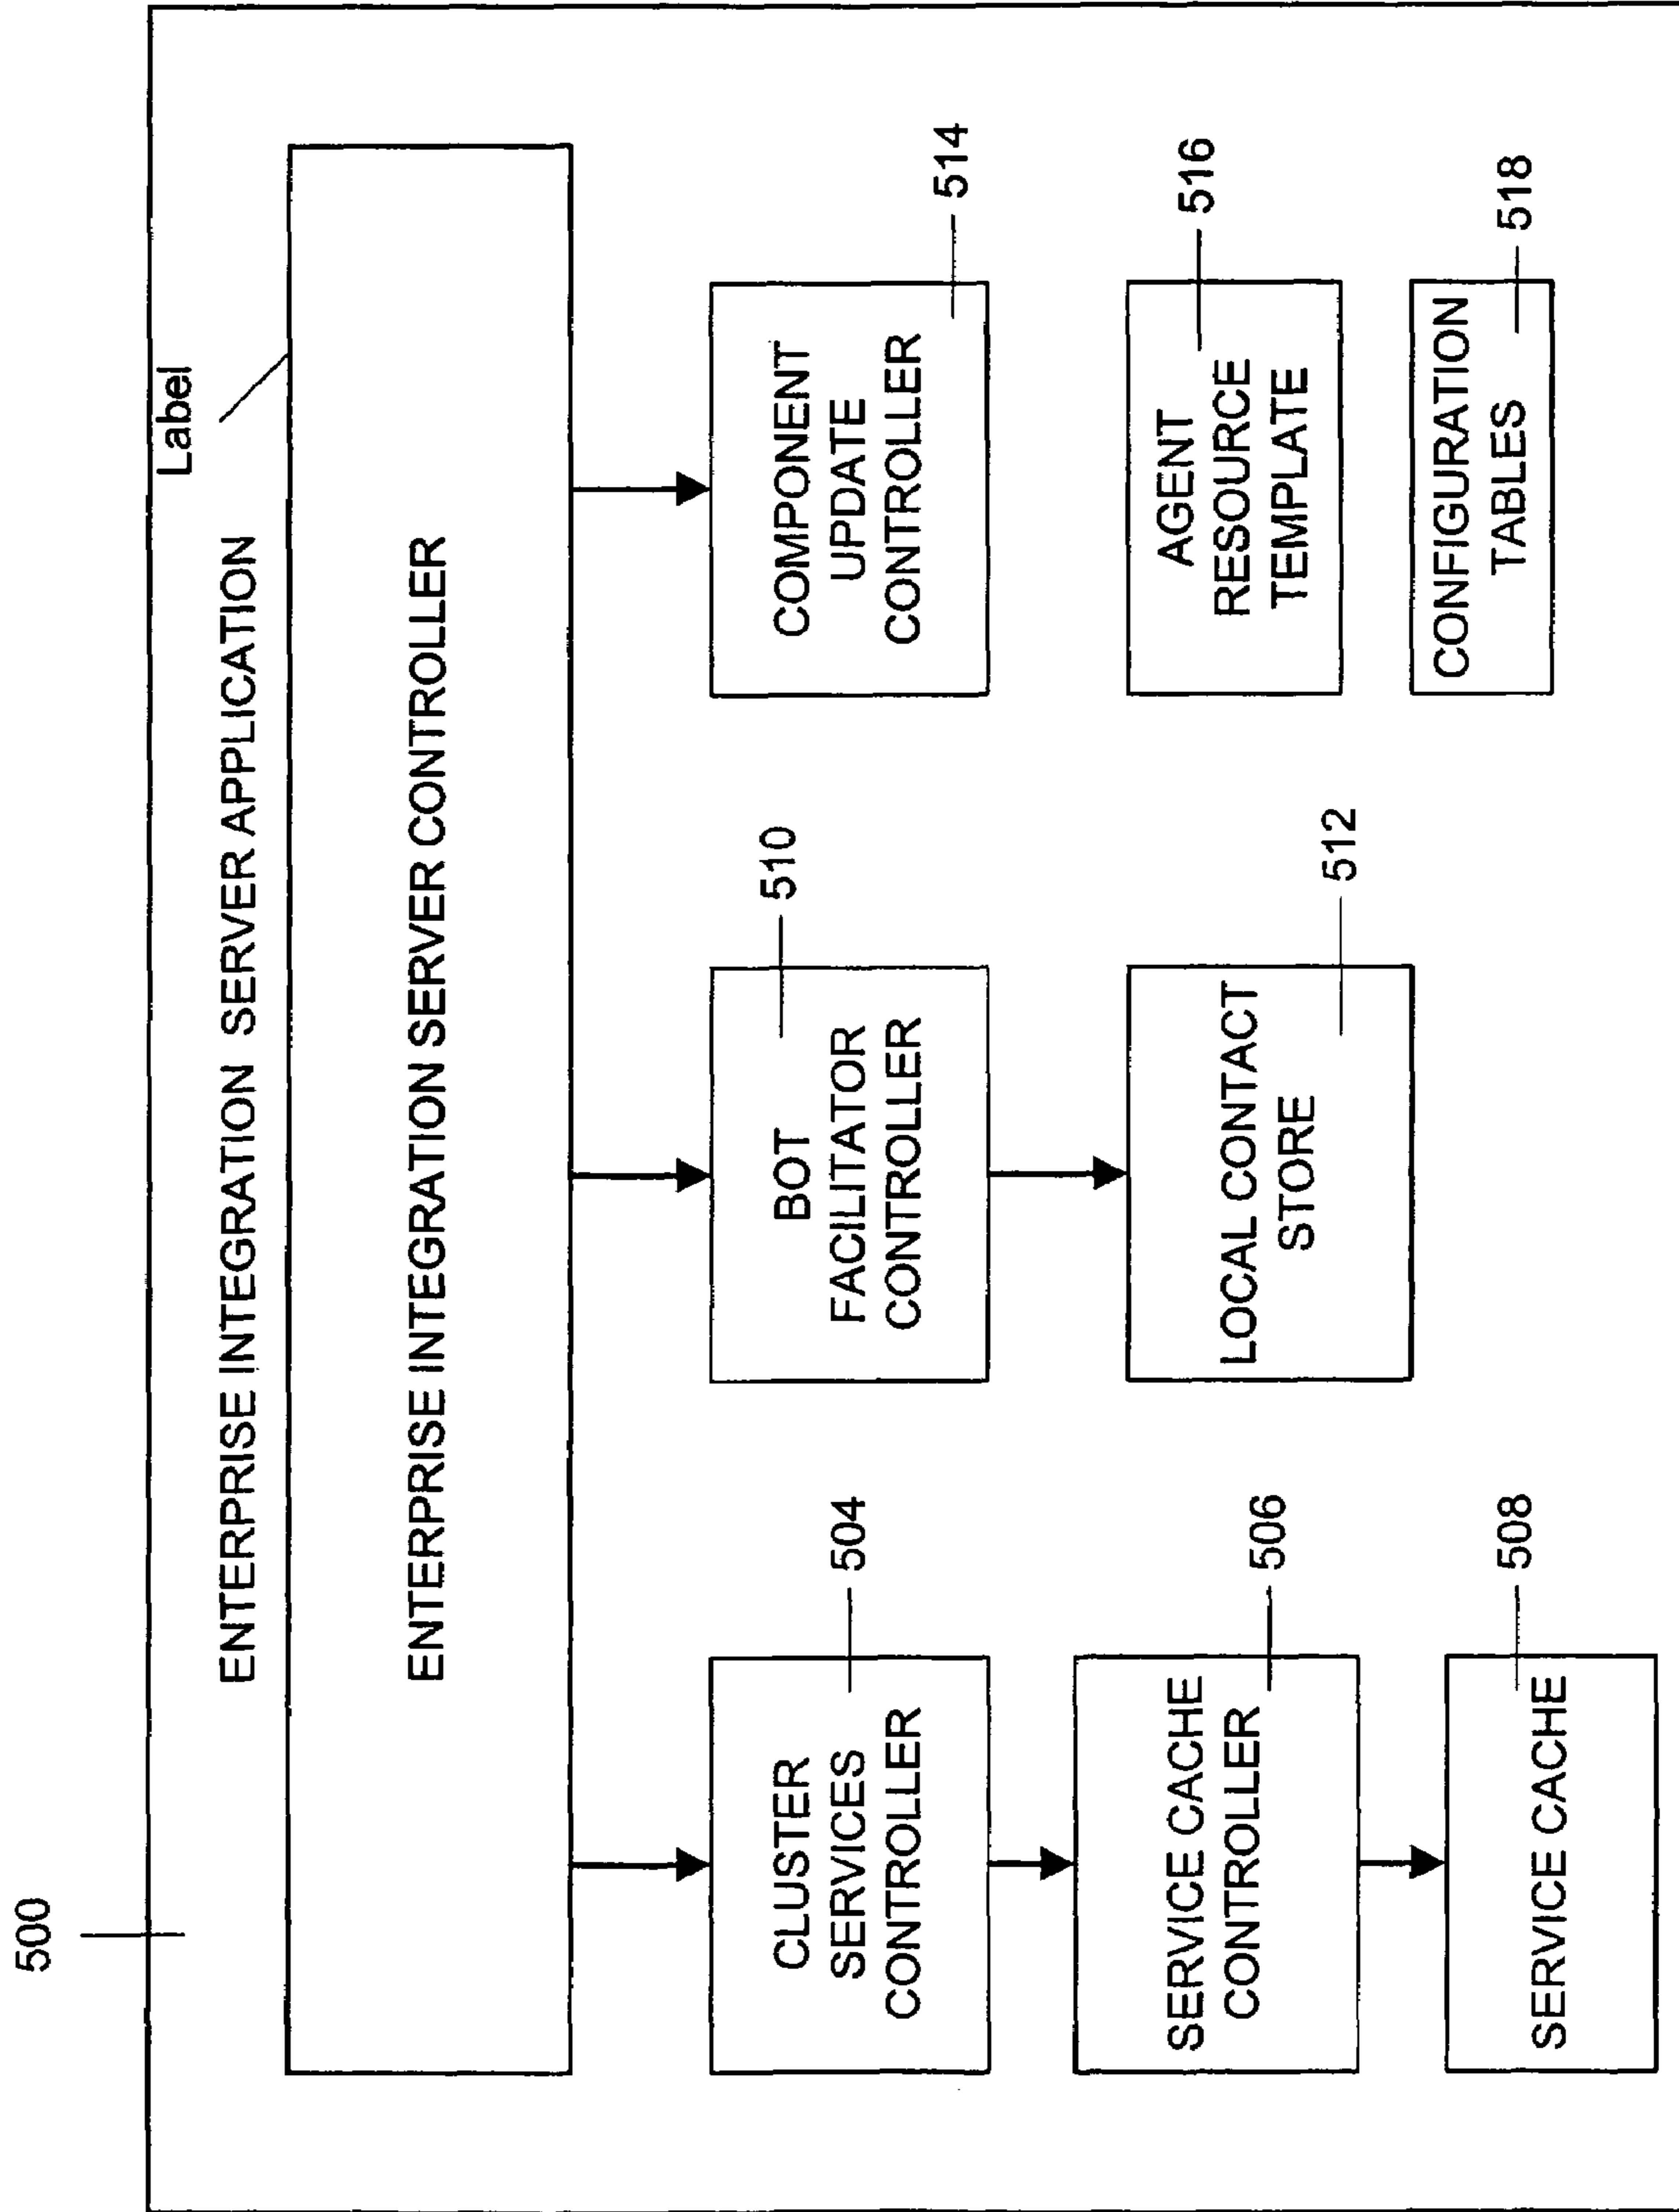 500
Label
ENTERPRISE INTEGRATION SERVER APPLICATION
ENTERPRISE INTEGRATION SERVER CONTROLLER
CLUSTER
SERVICES
CONTROLLER
504
SERVICE CACHE
CONTROLLER
506
SERVICE CACHE
508
BOT
FACILITATOR
CONTROLLER
510
LOCAL CONTACT
STORE
512
COMPONENT
UPDATE
CONTROLLER
514
AGENT
RESOURCE
TEMPLATE
516
CONFIGURATION
TABLES
518